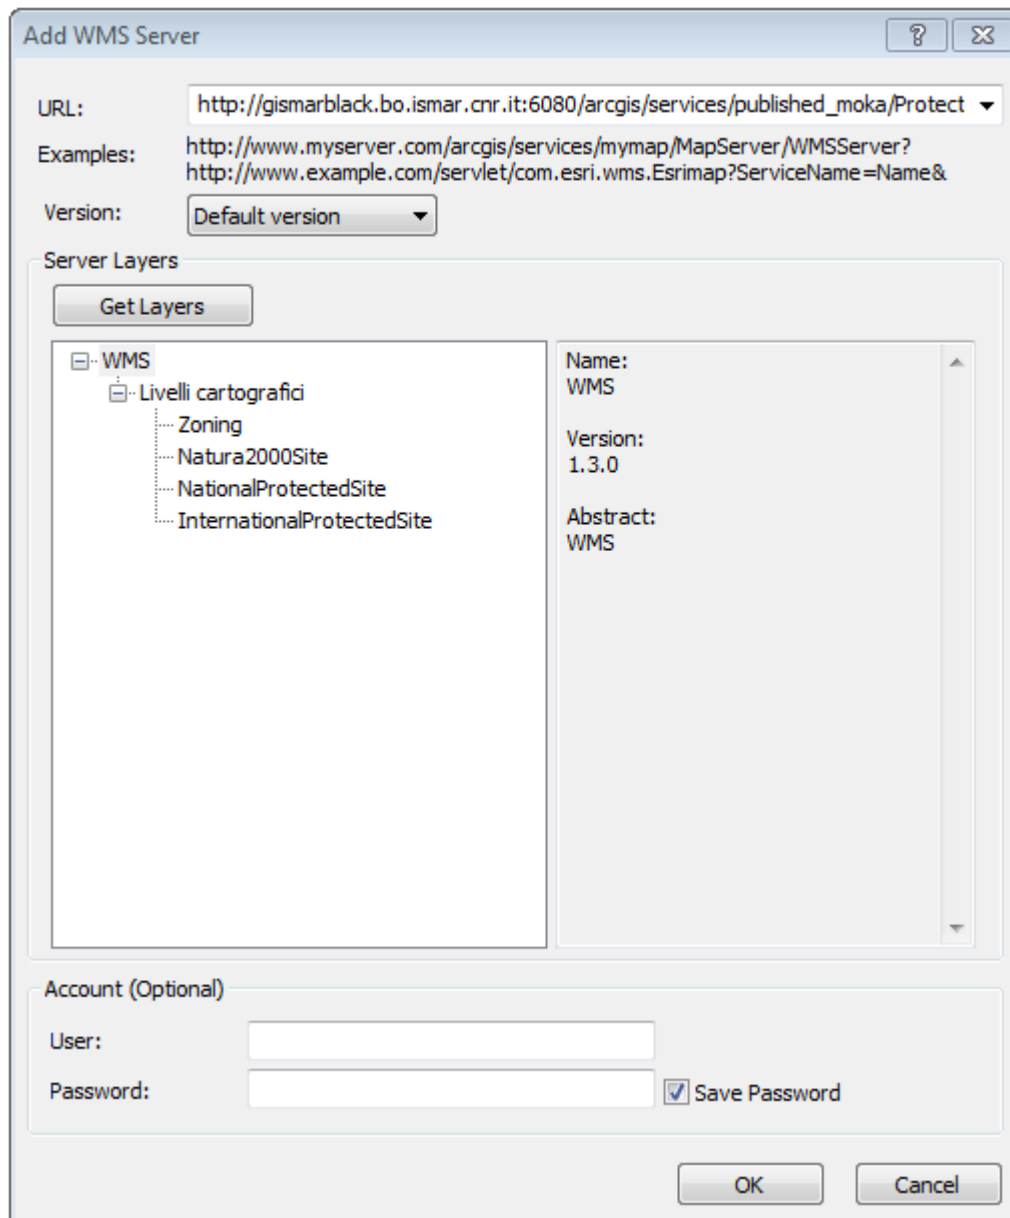 Add WMS Server
URL: http://gismarblack.bo.ismar.cnr.it:6080/arcgis/services/published_moka/Protect
Examples: http://www.myserver.com/arcgis/services/mymap/MapServer/WMSServer?
http://www.example.com/servlet/com.esri.wms.Esrimap?ServiceName=Name&
Version: Default version
Server Layers
Get Layers
WMS
Livelli cartografici
Zoning
Natura2000Site
NationalProtectedSite
InternationalProtectedSite
Name:
WMS
Version:
1.3.0
Abstract:
WMS
Account (Optional)
User:
Password:
Save Password
OK
Cancel